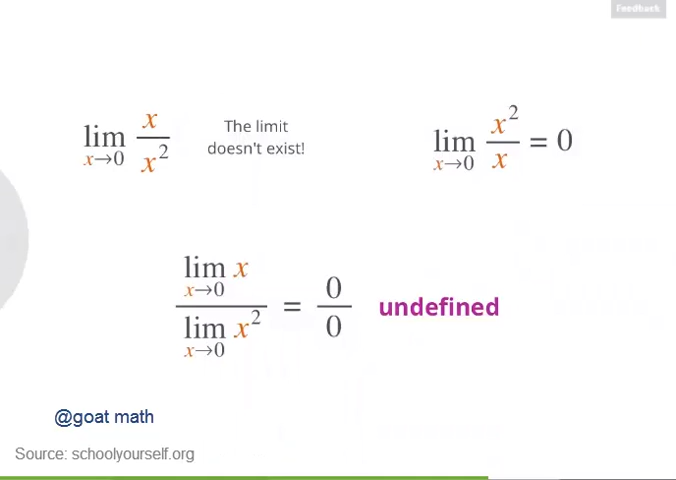 Feedback
lim x→0 x/x² The limit doesn't exist!
lim x→0 x²/x = 0
lim x→0 x / lim x→0 x² = 0/0 undefined
@goat math
Source: schoolyourself.org